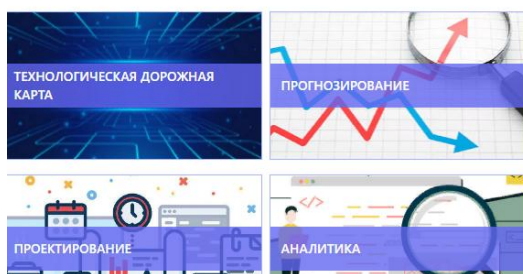 ТЕХНОЛОГИЧЕСКАЯ ДОРОЖНАЯ
КАРТА
ПРОГНОЗИРОВАНИЕ
ПРОЕКТИРОВАНИЕ
АНАЛИТИКА